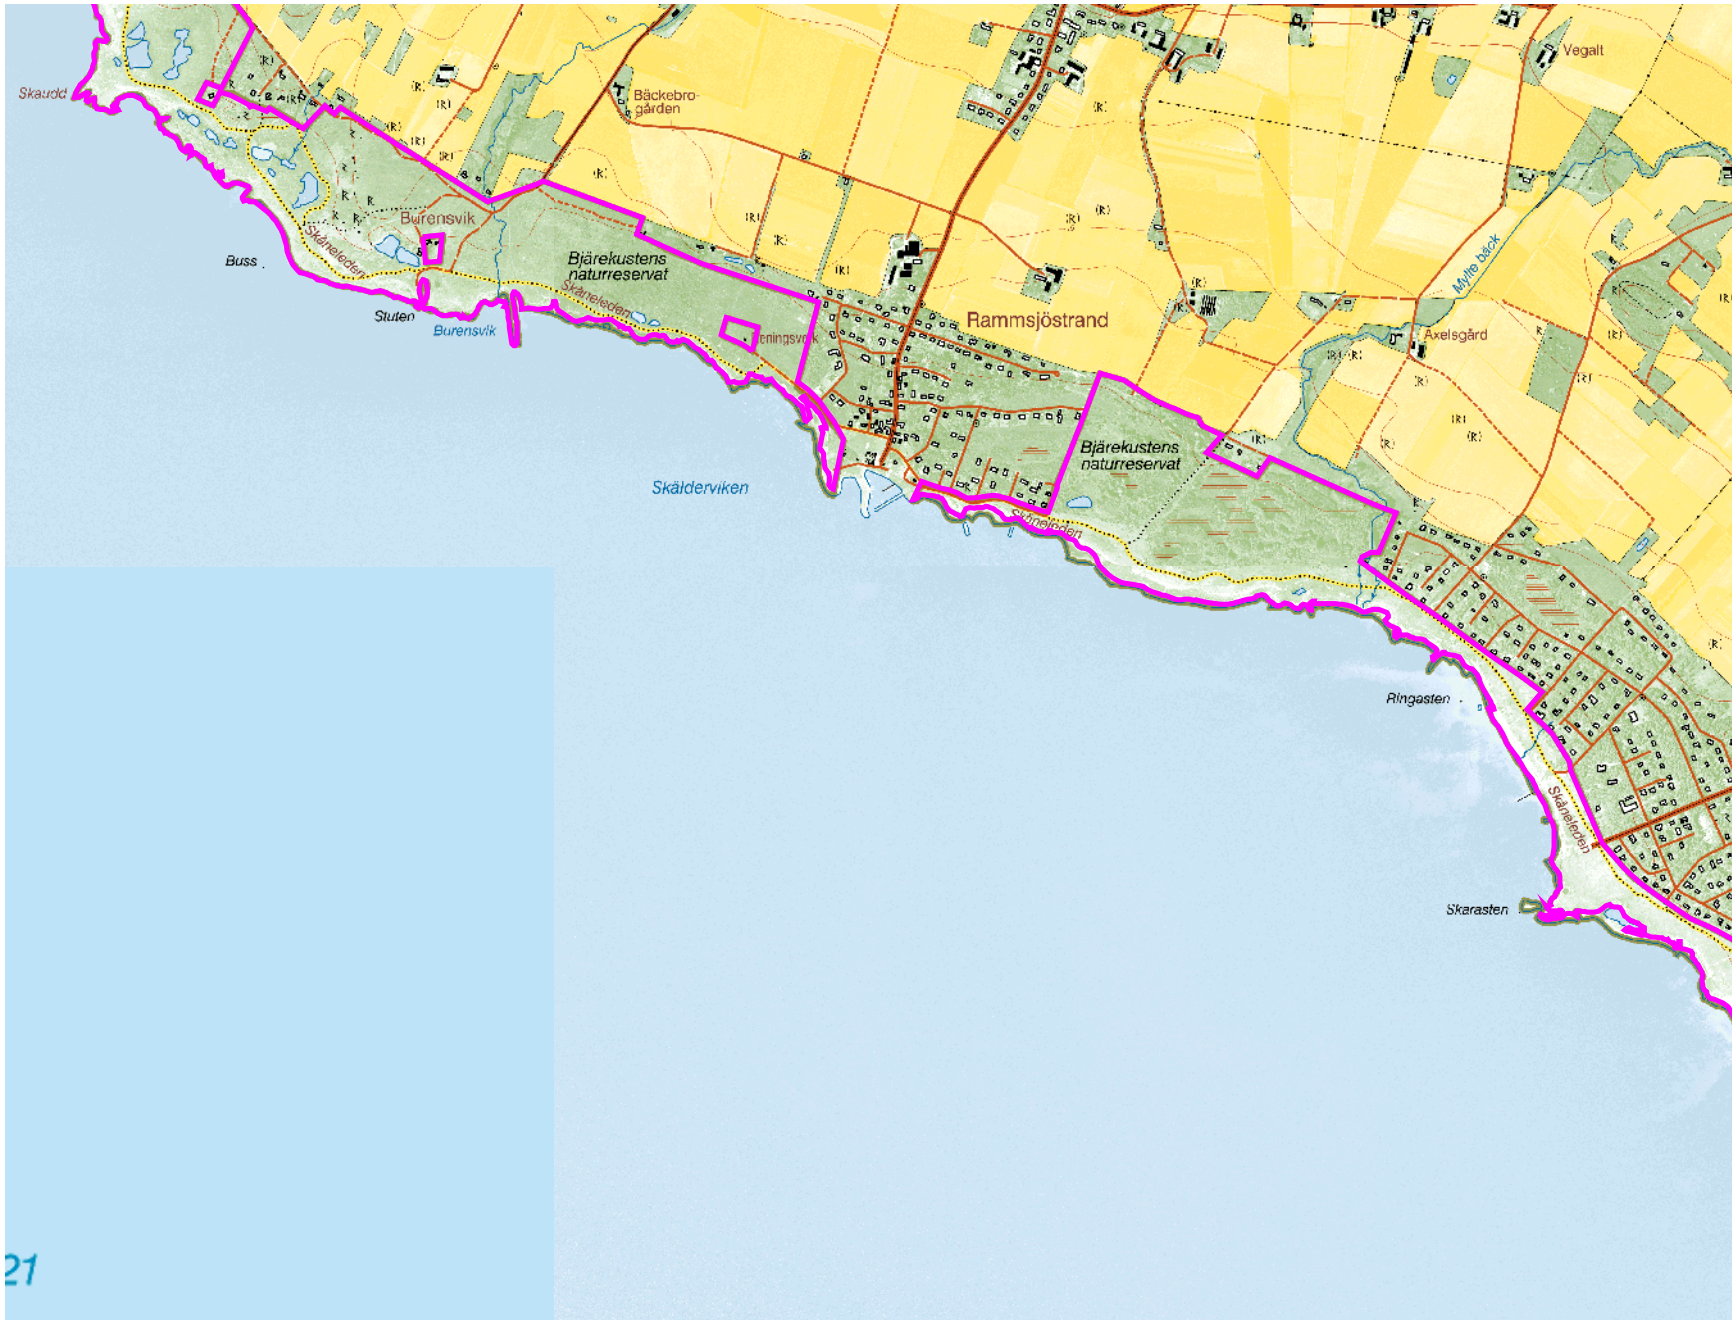 Vegalt
(R)
Skaudd
(R)
Bäckebro-
gården
(R)
(R)
(R)
(R)
(R)
(R)
(R)
(R)
R
R
R
R
R
(R)
(R)
(R)
Burensvik
(R)
Buss
Skåneleden
Bjärekustens
naturreservat
(R)
Mylte bäck
Skåneleden
(R)
(R)
R
(R)
Stuten
Burensvik
Rammsjöstrand
Axelsgård
R
(R)
(R)
(R)
(R)
(R)
(R)
(R)
(R)
(R)
Bjärekustens
naturreservat
Skälderviken
Skåneleden
(R)
Ringasten
Skåneleden
Skarasten
21